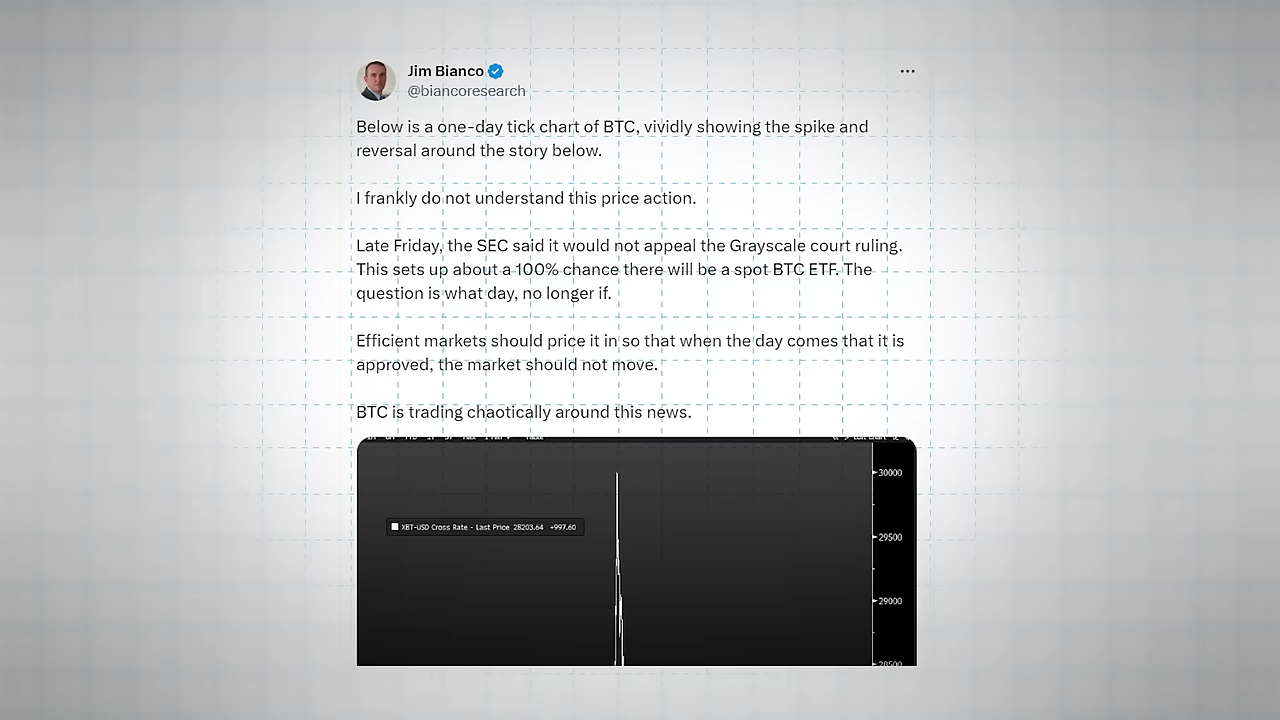 Jim Bianco
@biancoresearch
Below is a one-day tick chart of BTC, vividly showing the spike and
reversal around the story below.
I frankly do not understand this price action.
Late Friday, the SEC said it would not appeal the Grayscale court ruling.
This sets up about a 100% chance there will be a spot BTC ETF. The
question is what day, no longer if.
Efficient markets should price it in so that when the day comes that it is
approved, the market should not move.
BTC is trading chaotically around this news.
30000
XBT-USD Cross Rate - Last Price 28203.64 +997.60
29500
29000
28500